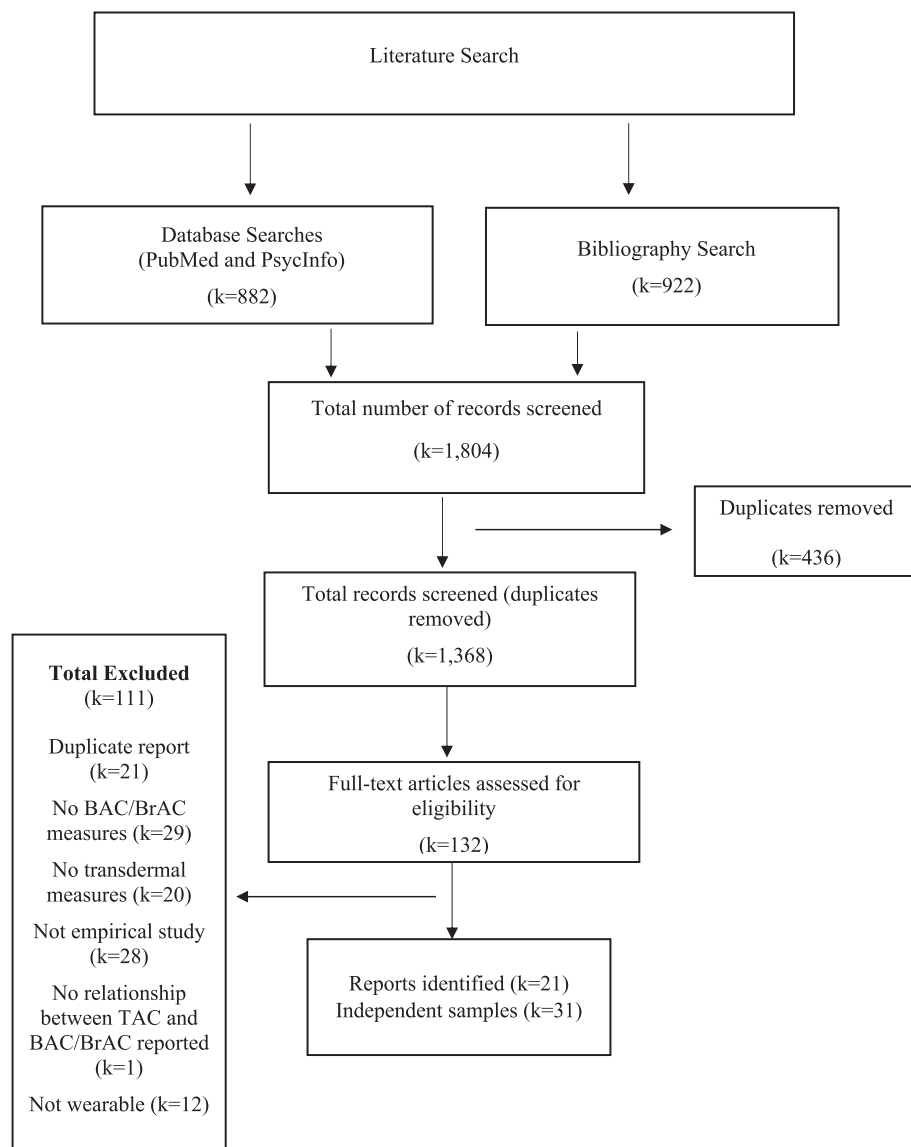 Literature Search
Database Searches
(PubMed and PsycInfo)
(k=882)
Bibliography Search
(k=922)
Total number of records screened
(k=1,804)
Duplicates removed
(k=436)
Total records screened (duplicates
removed)
(k=1,368)
Total Excluded
(k=111)
Duplicate report
(k=21)
No BAC/BrAC
measures (k=29)
No transdermal
measures (k=20)
Not empirical study
(k=28)
No relationship
between TAC and
BAC/BrAC reported
(k=1)
Not wearable (k=12)
Full-text articles assessed for
eligibility
(k=132)
Reports identified (k=21)
Independent samples (k=31)